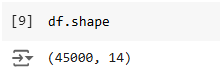 [9] df.shape
(45000, 14)